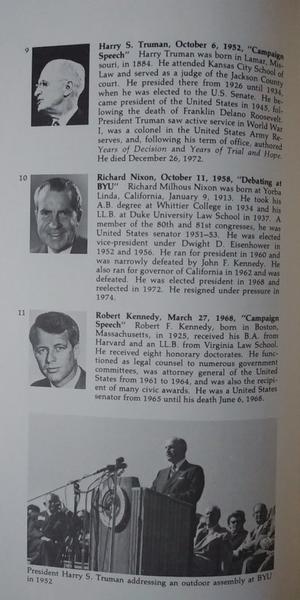 9
Harry S. Truman, October 6, 1952, "Campaign
Speech" Harry Truman was born in Lamar, Mis-
souri, in 1884. He attended Kansas City School of
Law and served as a judge of the Jackson County
court. He presided there from 1926 until 1934,
when he was elected to the U.S. Senate. He be-
came president of the United States in 1945, fol-
lowing the death of Franklin Delano Roosevelt.
President Truman saw active service in World War
I, was a colonel in the United States Army Re-
serves, and, following his term of office, authored
Years of Decision and Years of Trial and Hope.
He died December 26, 1972.
10
Richard Nixon, October 11, 1958, "Debating at
BYU" Richard Milhous Nixon was born at Yorba
Linda, California, January 9, 1913. He took his
A.B. degree at Whittier College in 1934 and his
LL.B. at Duke University Law School in 1937. A
member of the 80th and 81st congresses, he was
United States senator 1951–53. He was elected
vice-president under Dwight D. Eisenhower in
1952 and 1956. He ran for president in 1960 and
was narrowly defeated by John F. Kennedy. He
also ran for governor of California in 1962 and was
defeated. He was elected president in 1968 and
reelected in 1972. He resigned under pressure in
1974.
11
Robert Kennedy, March 27, 1968, "Campaign
Speech" Robert F. Kennedy, born in Boston,
Massachusetts, in 1925, received his B.A. from
Harvard and an LL.B. from Virginia Law School.
He received eight honorary doctorates. He func-
tioned as legal counsel to numerous government
committees, was attorney general of the United
States from 1961 to 1964, and was also the recipi-
ent of many civic awards. He was a United States
senator from 1965 until his death June 6, 1968.
President Harry S. Truman addressing an outdoor assembly at BYU
in 1952